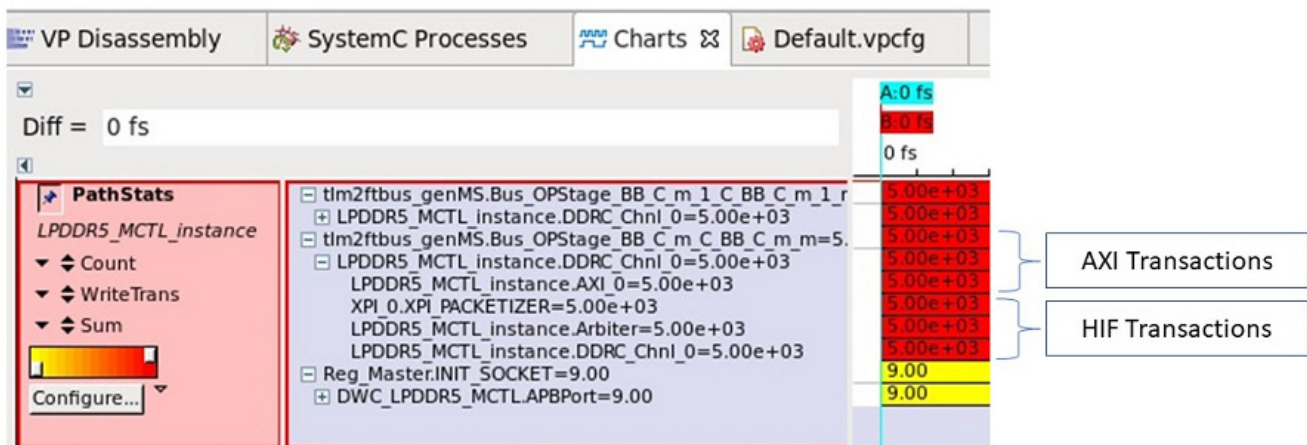 VP Disassembly
SystemC Processes
Charts
Default.vpcfg
Diff = 0 fs
A:0 fs
B:0 fs
0 fs
PathStats
LPDDR5_MCTL_instance
Count
WriteTrans
Sum
Configure...
tlm2ftbus_genMS.Bus_OPStage_BB_C_m_1_C_BB_C_m_1_r
LPDDR5_MCTL_instance.DDRC_Chnl_0=5.00e+03
tlm2ftbus_genMS.Bus_OPStage_BB_C_m_C_BB_C_m_m=5.
LPDDR5_MCTL_instance.DDRC_Chnl_0=5.00e+03
LPDDR5_MCTL_instance.AXI_0=5.00e+03
XPI_0.XPI_PACKETIZER=5.00e+03
LPDDR5_MCTL_instance.Arbiter=5.00e+03
LPDDR5_MCTL_instance.DDRC_Chnl_0=5.00e+03
Reg_Master.INIT_SOCKET=9.00
DWC_LPDDR5_MCTL.APBPort=9.00
5.00e+03
5.00e+03
5.00e+03
5.00e+03
5.00e+03
5.00e+03
5.00e+03
5.00e+03
9.00
9.00
AXI Transactions
HIF Transactions